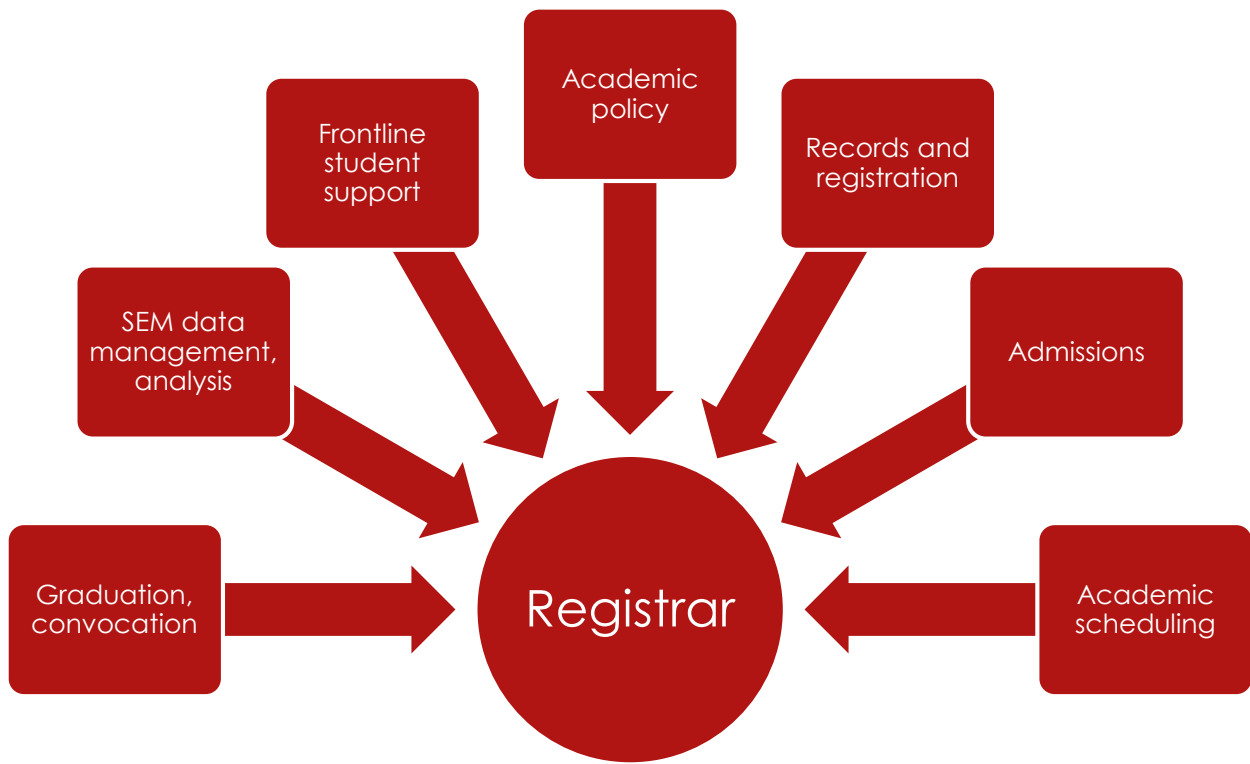 Academic
policy
Frontline
student
support
Records and
registration
SEM data
management,
analysis
Admissions
Graduation,
convocation
Registrar
Academic
scheduling